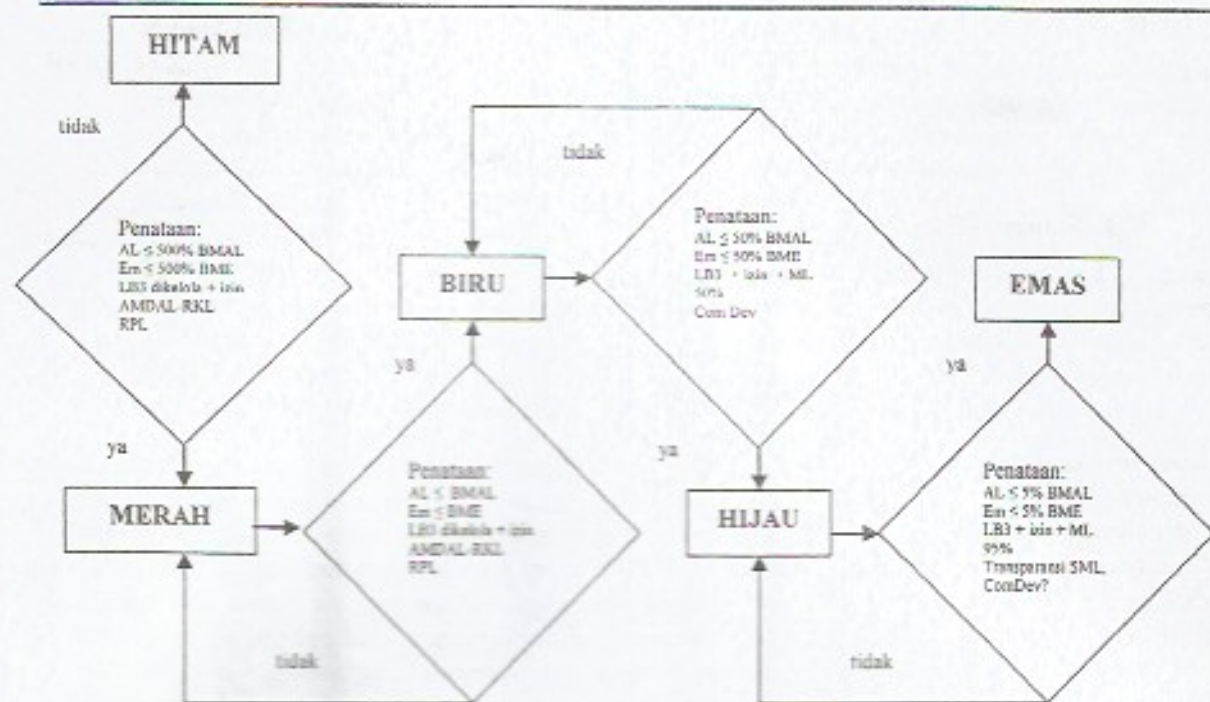 HITAM
tidak
Penataan:
AL ≤ 500% BMAL
Em ≤ 500% BME
LB3 dikelola + izin
AMDAL-RKL
RPL
ya
MERAH
Penataan:
AL ≤ BMAL
Em ≤ BME
LB3 dikelola + izin
AMDAL-RKL
RPL
tidak
ya
BIRU
tidak
Penataan:
AL ≤ 50% BMAL
Em ≤ 50% BME
LB3 + izin + ML
50%
Com Dev
ya
HIJAU
Penataan:
AL ≤ 5% BMAL
Em ≤ 5% BME
LB3 + izin + ML
95%
Transparansi SML,
ComDev?
tidak
ya
EMAS